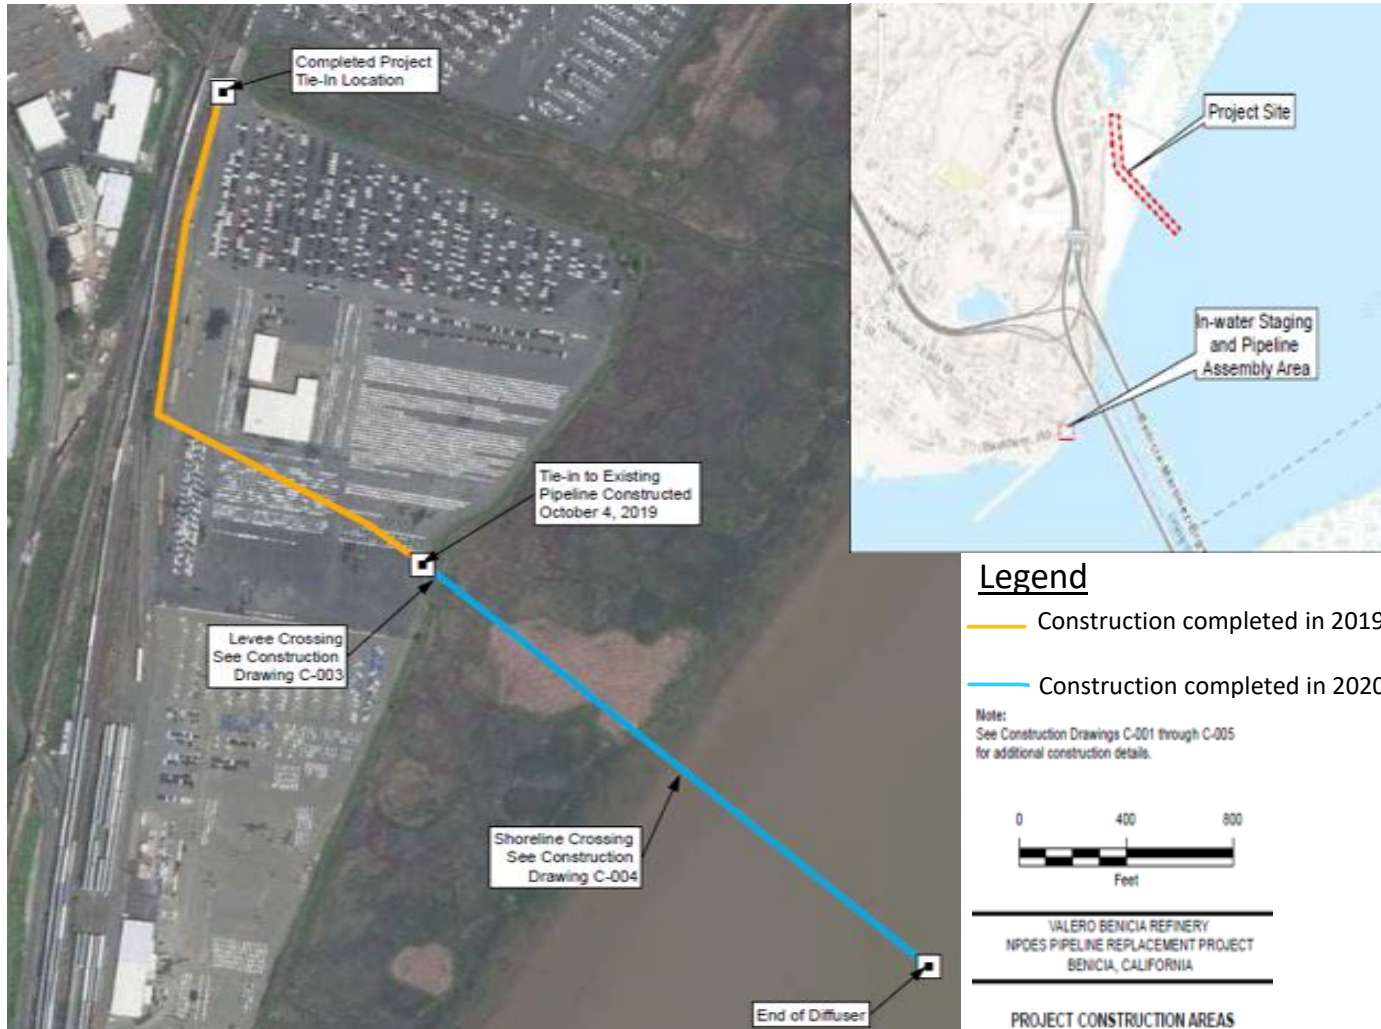 Completed Project
Tie-In Location
Project Site
In-water Staging
and Pipeline
Assembly Area
Tie-in to Existing
Pipeline Constructed
October 4, 2019
Levee Crossing
See Construction
Drawing C-003
Shoreline Crossing
See Construction
Drawing C-004
End of Diffuser
Legend
Construction completed in 2019
Construction completed in 2020
Note:
See Construction Drawings C-001 through C-005
for additional construction details.
0 400 800
Feet
VALERO BENICIA REFINERY
NPDES PIPELINE REPLACEMENT PROJECT
BENICIA, CALIFORNIA
PROJECT CONSTRUCTION AREAS